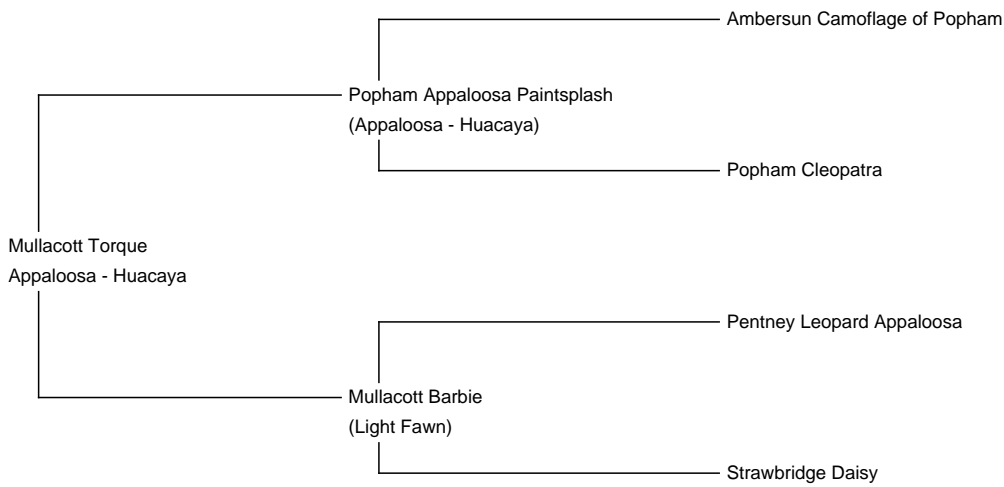 Ambersun Camoflage of Popham
Popham Appaloosa Paintsplash
(Appaloosa - Huacaya)
Popham Cleopatra
Mullacott Torque
Appaloosa - Huacaya
Pentney Leopard Appaloosa
Mullacott Barbie
(Light Fawn)
Strawbridge Daisy